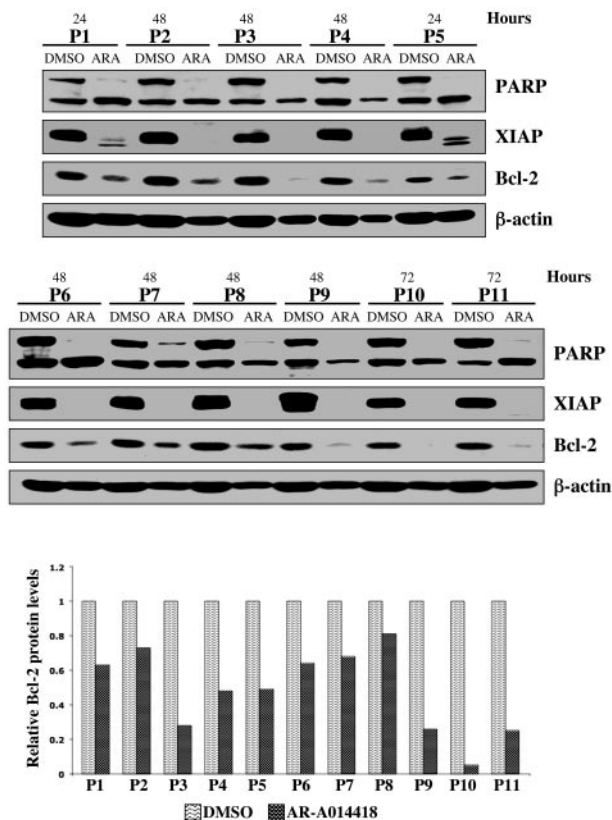 24 48 48 48 24 Hours
P1 P2 P3 P4 P5
DMSO ARA DMSO ARA DMSO ARA DMSO ARA DMSO ARA
PARP
XIAP
Bcl-2
β-actin
48 48 48 48 72 72 Hours
P6 P7 P8 P9 P10 P11
DMSO ARA DMSO ARA DMSO ARA DMSO ARA DMSO ARA DMSO ARA
PARP
XIAP
Bcl-2
β-actin
Relative Bcl-2 protein levels
1.2
1
0.8
0.6
0.4
0.2
0
P1 P2 P3 P4 P5 P6 P7 P8 P9 P10 P11
DMSO AR-A014418